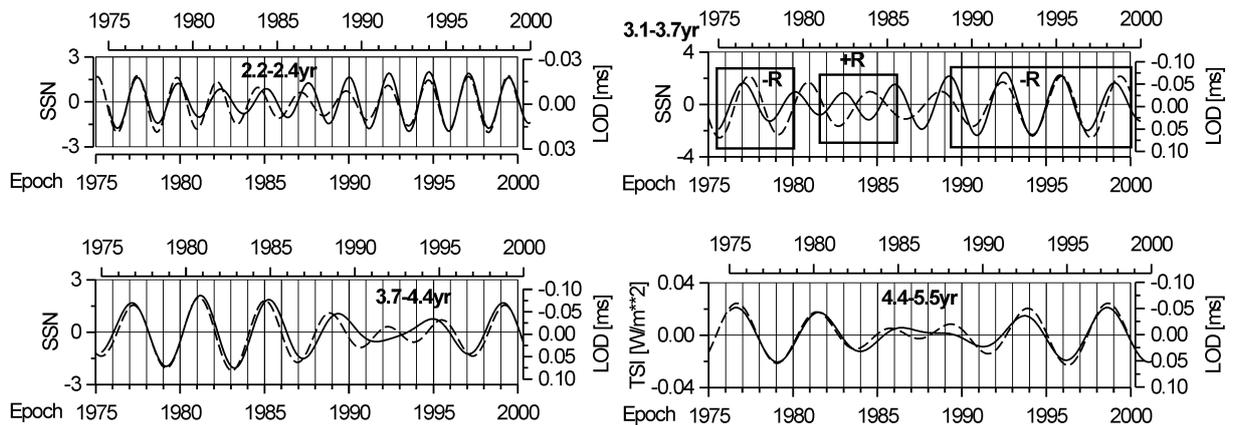 1975 1980 1985 1990 1995 2000
2.2-2.4yr
3
0
-3
SSN
-0.03
0.00
0.03
LOD [ms]
Epoch 1975 1980 1985 1990 1995 2000
1975 1980 1985 1990 1995 2000
3.1-3.7yr
+R
-R
-R
4
0
-4
SSN
-0.10
-0.05
0.00
0.05
0.10
LOD [ms]
Epoch 1975 1980 1985 1990 1995 2000
1975 1980 1985 1990 1995 2000
3.7-4.4yr
3
0
-3
SSN
-0.10
-0.05
0.00
0.05
0.10
LOD [ms]
Epoch 1975 1980 1985 1990 1995 2000
1975 1980 1985 1990 1995 2000
4.4-5.5yr
0.04
0.00
-0.04
TSI [W/m**2]
-0.10
-0.05
0.00
0.05
0.10
LOD [ms]
Epoch 1975 1980 1985 1990 1995 2000